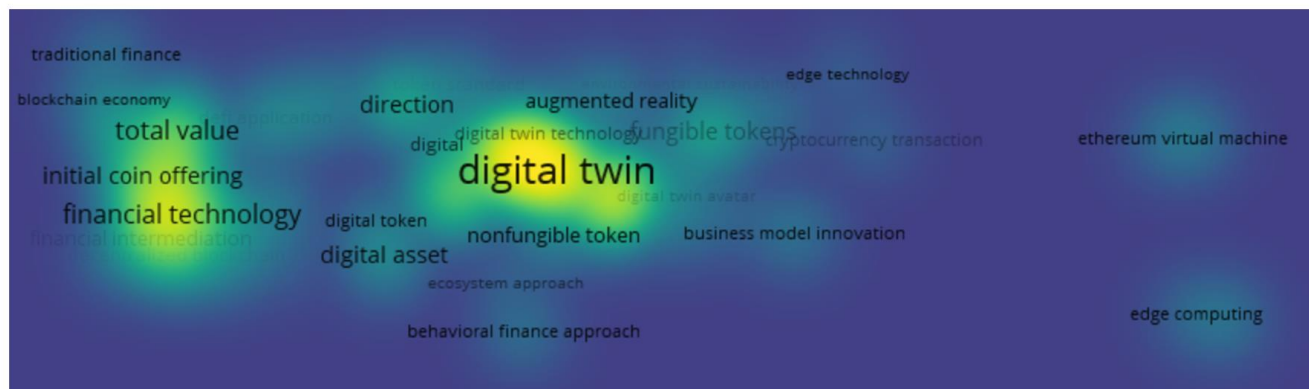 traditional finance
edge technology
blockchain economy
direction
augmented reality
total value
digital twin technology
fungible tokens
digital
cryptocurrency transaction
ethereum virtual machine
digital twin
initial coin offering
digital twin avatar
financial technology
digital token
financial intermediation
nonfungible token
business model innovation
digital asset
ecosystem approach
edge computing
behavioral finance approach